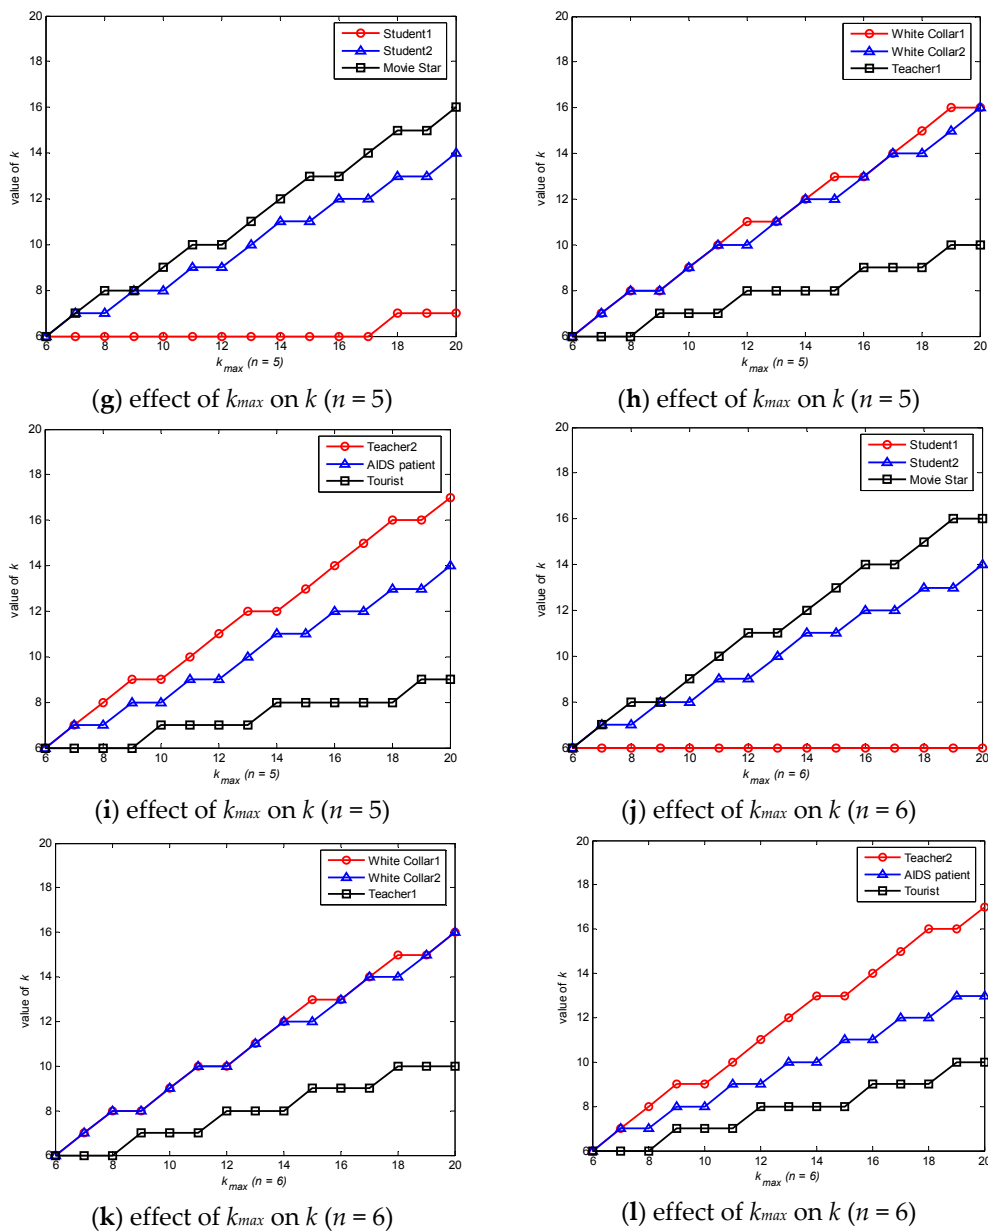 20
18
16
14
12
10
8
6
value of k
Student1
Student2
Movie Star
6 8 10 12 14 16 18 20
kmax (n = 5)
(g) effect of kmax on k (n = 5)
20
18
16
14
12
10
8
6
value of k
White Collar1
White Collar2
Teacher1
6 8 10 12 14 16 18 20
kmax (n = 5)
(h) effect of kmax on k (n = 5)
20
18
16
14
12
10
8
6
value of k
Teacher2
AIDS patient
Tourist
6 8 10 12 14 16 18 20
kmax (n = 5)
(i) effect of kmax on k (n = 5)
20
18
16
14
12
10
8
6
value of k
Student1
Student2
Movie Star
6 8 10 12 14 16 18 20
kmax (n = 6)
(j) effect of kmax on k (n = 6)
20
18
16
14
12
10
8
6
value of k
White Collar1
White Collar2
Teacher1
6 8 10 12 14 16 18 20
kmax (n = 6)
(k) effect of kmax on k (n = 6)
20
18
16
14
12
10
8
6
value of k
Teacher2
AIDS patient
Tourist
6 8 10 12 14 16 18 20
kmax (n = 6)
(l) effect of kmax on k (n = 6)